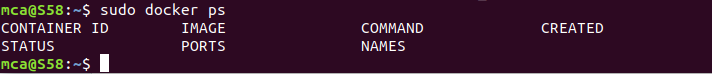 mca@S58:~$ sudo docker ps
CONTAINER ID        IMAGE               COMMAND             CREATED
STATUS              PORTS               NAMES
mca@S58:~$